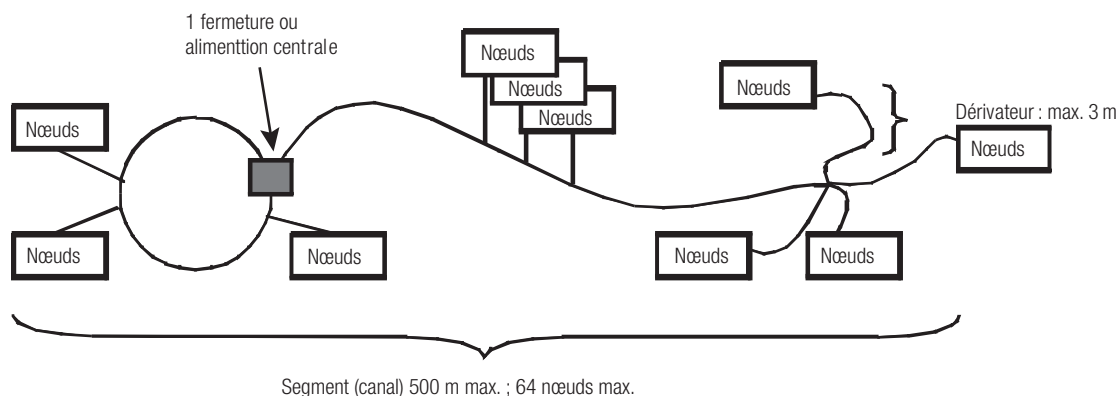 1 fermeture ou
alimenttion centrale
Nœuds
Nœuds
Nœuds
Nœuds
Dérivateur : max. 3 m
Nœuds
Nœuds
Nœuds
Nœuds
Nœuds
Nœuds
Segment (canal) 500 m max. ; 64 nœuds max.